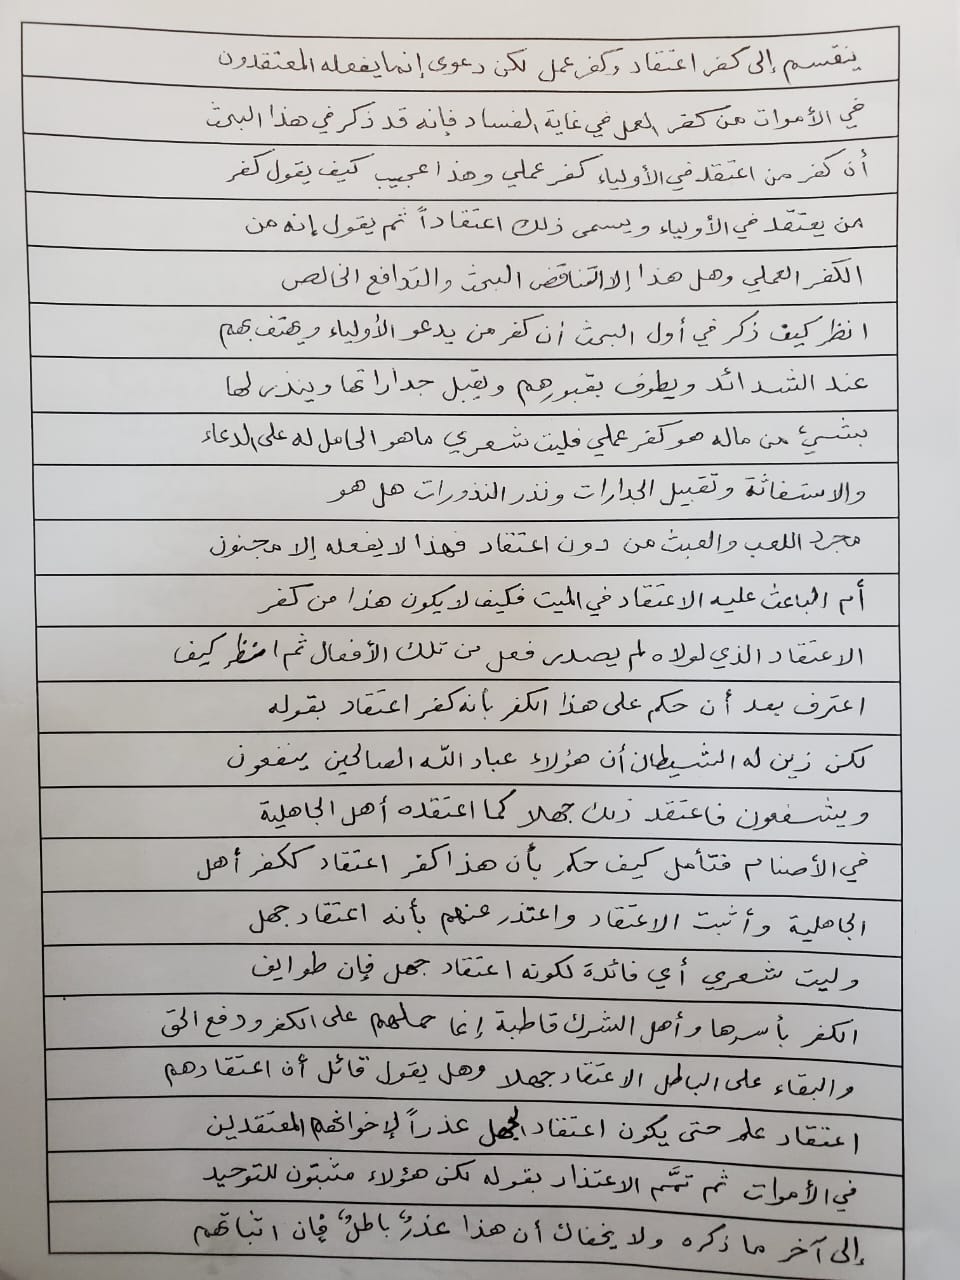 ينقسم إلى كفر اعتقاد وكفر عمل لكن دعوى إنما يفعله المعتقدون
في الأموات من كفر العمل في غاية الفساد فإنه قد ذكر في هذا البحث
أن كفر من اعتقد في الأولياء كفر عملي وهذا عجيب كيف يقول كفر
من يعتقد في الأولياء ويسمى ذلك اعتقاداً ثم يقول إنه من
الكفر العملي وهل هذا إلا التناقض البحث والتدافع الخالص
انظر كيف ذكر في أول البحث أن كفر من يدعو الأولياء ويهتف بهم
عند الشدائد ويطوف بقبورهم ويقبل جداراتها وينذر لها
بشيء من ماله هو كفر عملي فليت شعري ماهو الحامل له على الدعاء
والاستغاثة وتقبيل الجدارات ونذر النذورات هل هو
مجرد اللعب والعبث من دون اعتقاد فهذا لا يفعله إلا مجنون
أم الباعث عليه الاعتقاد في الميت فكيف لا يكون هذا من كفر
الاعتقاد الذي لولاه لم يصدر فعل من تلك الأفعال ثم انظر كيف
اعترف بعد أن حكم على هذا الكفر بأنه كفر اعتقاد بقوله
لكن زين له الشيطان أن هؤلاء عباد الله الصالحين ينفعون
ويشفعون فاعتقد ذلك جهلا كما اعتقده أهل الجاهلية
في الأصنام فتأمل كيف حكم بأن هذا كفر اعتقاد ككفر أهل
الجاهلية وأثبت الاعتقاد واعتذر عنهم بأنه اعتقاد جهل
وليت شعري أي فائدة لكونه اعتقاد جهل فإن طوايف
الكفر بأسرها وأهل الشرك قاطبة إنما حملهم على الكفر ودفع الحق
والبقاء على الباطل الاعتقاد جهلا وهل يقول قائل أن اعتقادهم
اعتقاد علم حتى يكون اعتقاد الجهل عذراً لإخوانهم المعتقدين
في الأموات ثم تمَّم الاعتذار بقوله لكن هؤلاء مثبتون للتوحيد
إلى آخر ما ذكره ولا يخفاك أن هذا عذرٌ باطلٌ فإن اثباتهم